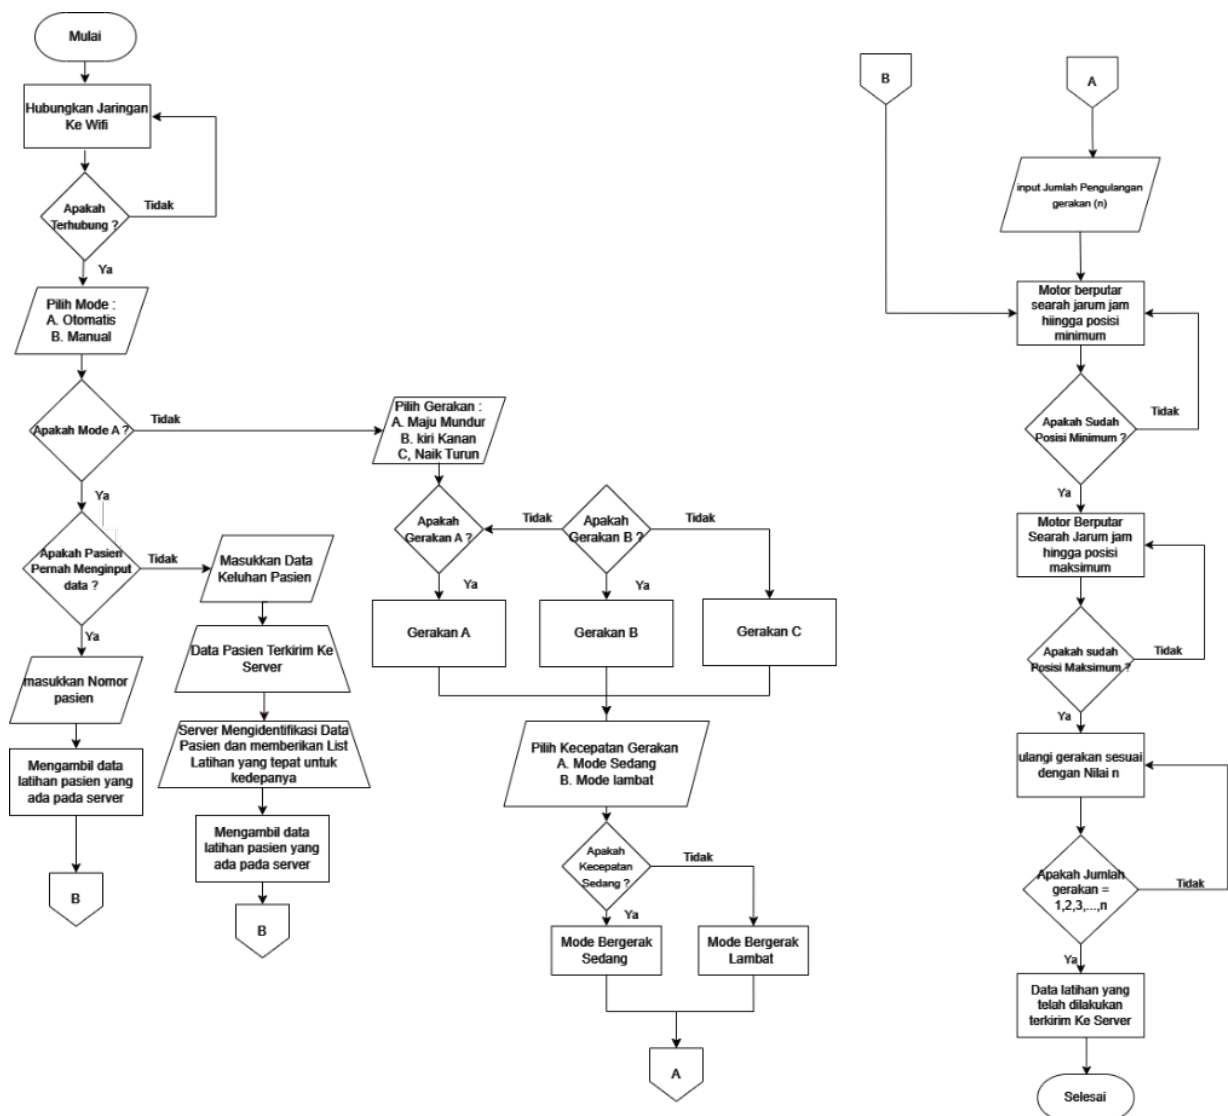 Mulai
Hubungkan Jaringan
Ke Wifi
Apakah
Terhubung ?
Tidak
Ya
Pilih Mode :
A. Otomatis
B. Manual
Apakah Mode A ?
Tidak
Ya
Apakah Pasien
Pernah Menginput
data ?
Tidak
Ya
masukkan Nomor
pasien
Mengambil data
latihan pasien yang
ada pada server
B
Masukkan Data
Keluhan Pasien
Data Pasien Terkirim Ke
Server
Server Mengidentifikasi Data
Pasien dan memberikan List
Latihan yang tepat untuk
kedepanya
Mengambil data
latihan pasien yang
ada pada server
B
Pilih Gerakan :
A. Maju Mundur
B. kiri Kanan
C, Naik Turun
Apakah
Gerakan A ?
Tidak
Apakah
Gerakan B ?
Tidak
Ya
Ya
Gerakan A
Gerakan B
Gerakan C
Pilih Kecepatan Gerakan
A. Mode Sedang
B. Mode lambat
Apakah
Kecepatan
Sedang ?
Tidak
Ya
Mode Bergerak
Sedang
Mode Bergerak
Lambat
A
B
A
input Jumlah Pengulangan
gerakan (n)
Motor berputar
searah jarum jam
hiingga posisi
minimum
Apakah Sudah
Posisi Minimum ?
Tidak
Ya
Motor Berputar
Searah Jarum jam
hingga posisi
maksimum
Apakah sudah
Posisi Maksimum ?
Tidak
Ya
ulangi gerakan sesuai
dengan Nilai n
Apakah Jumlah
gerakan =
1,2,3,...,n
Tidak
Ya
Data latihan yang
telah dilakukan
terkirim Ke Server
Selesai